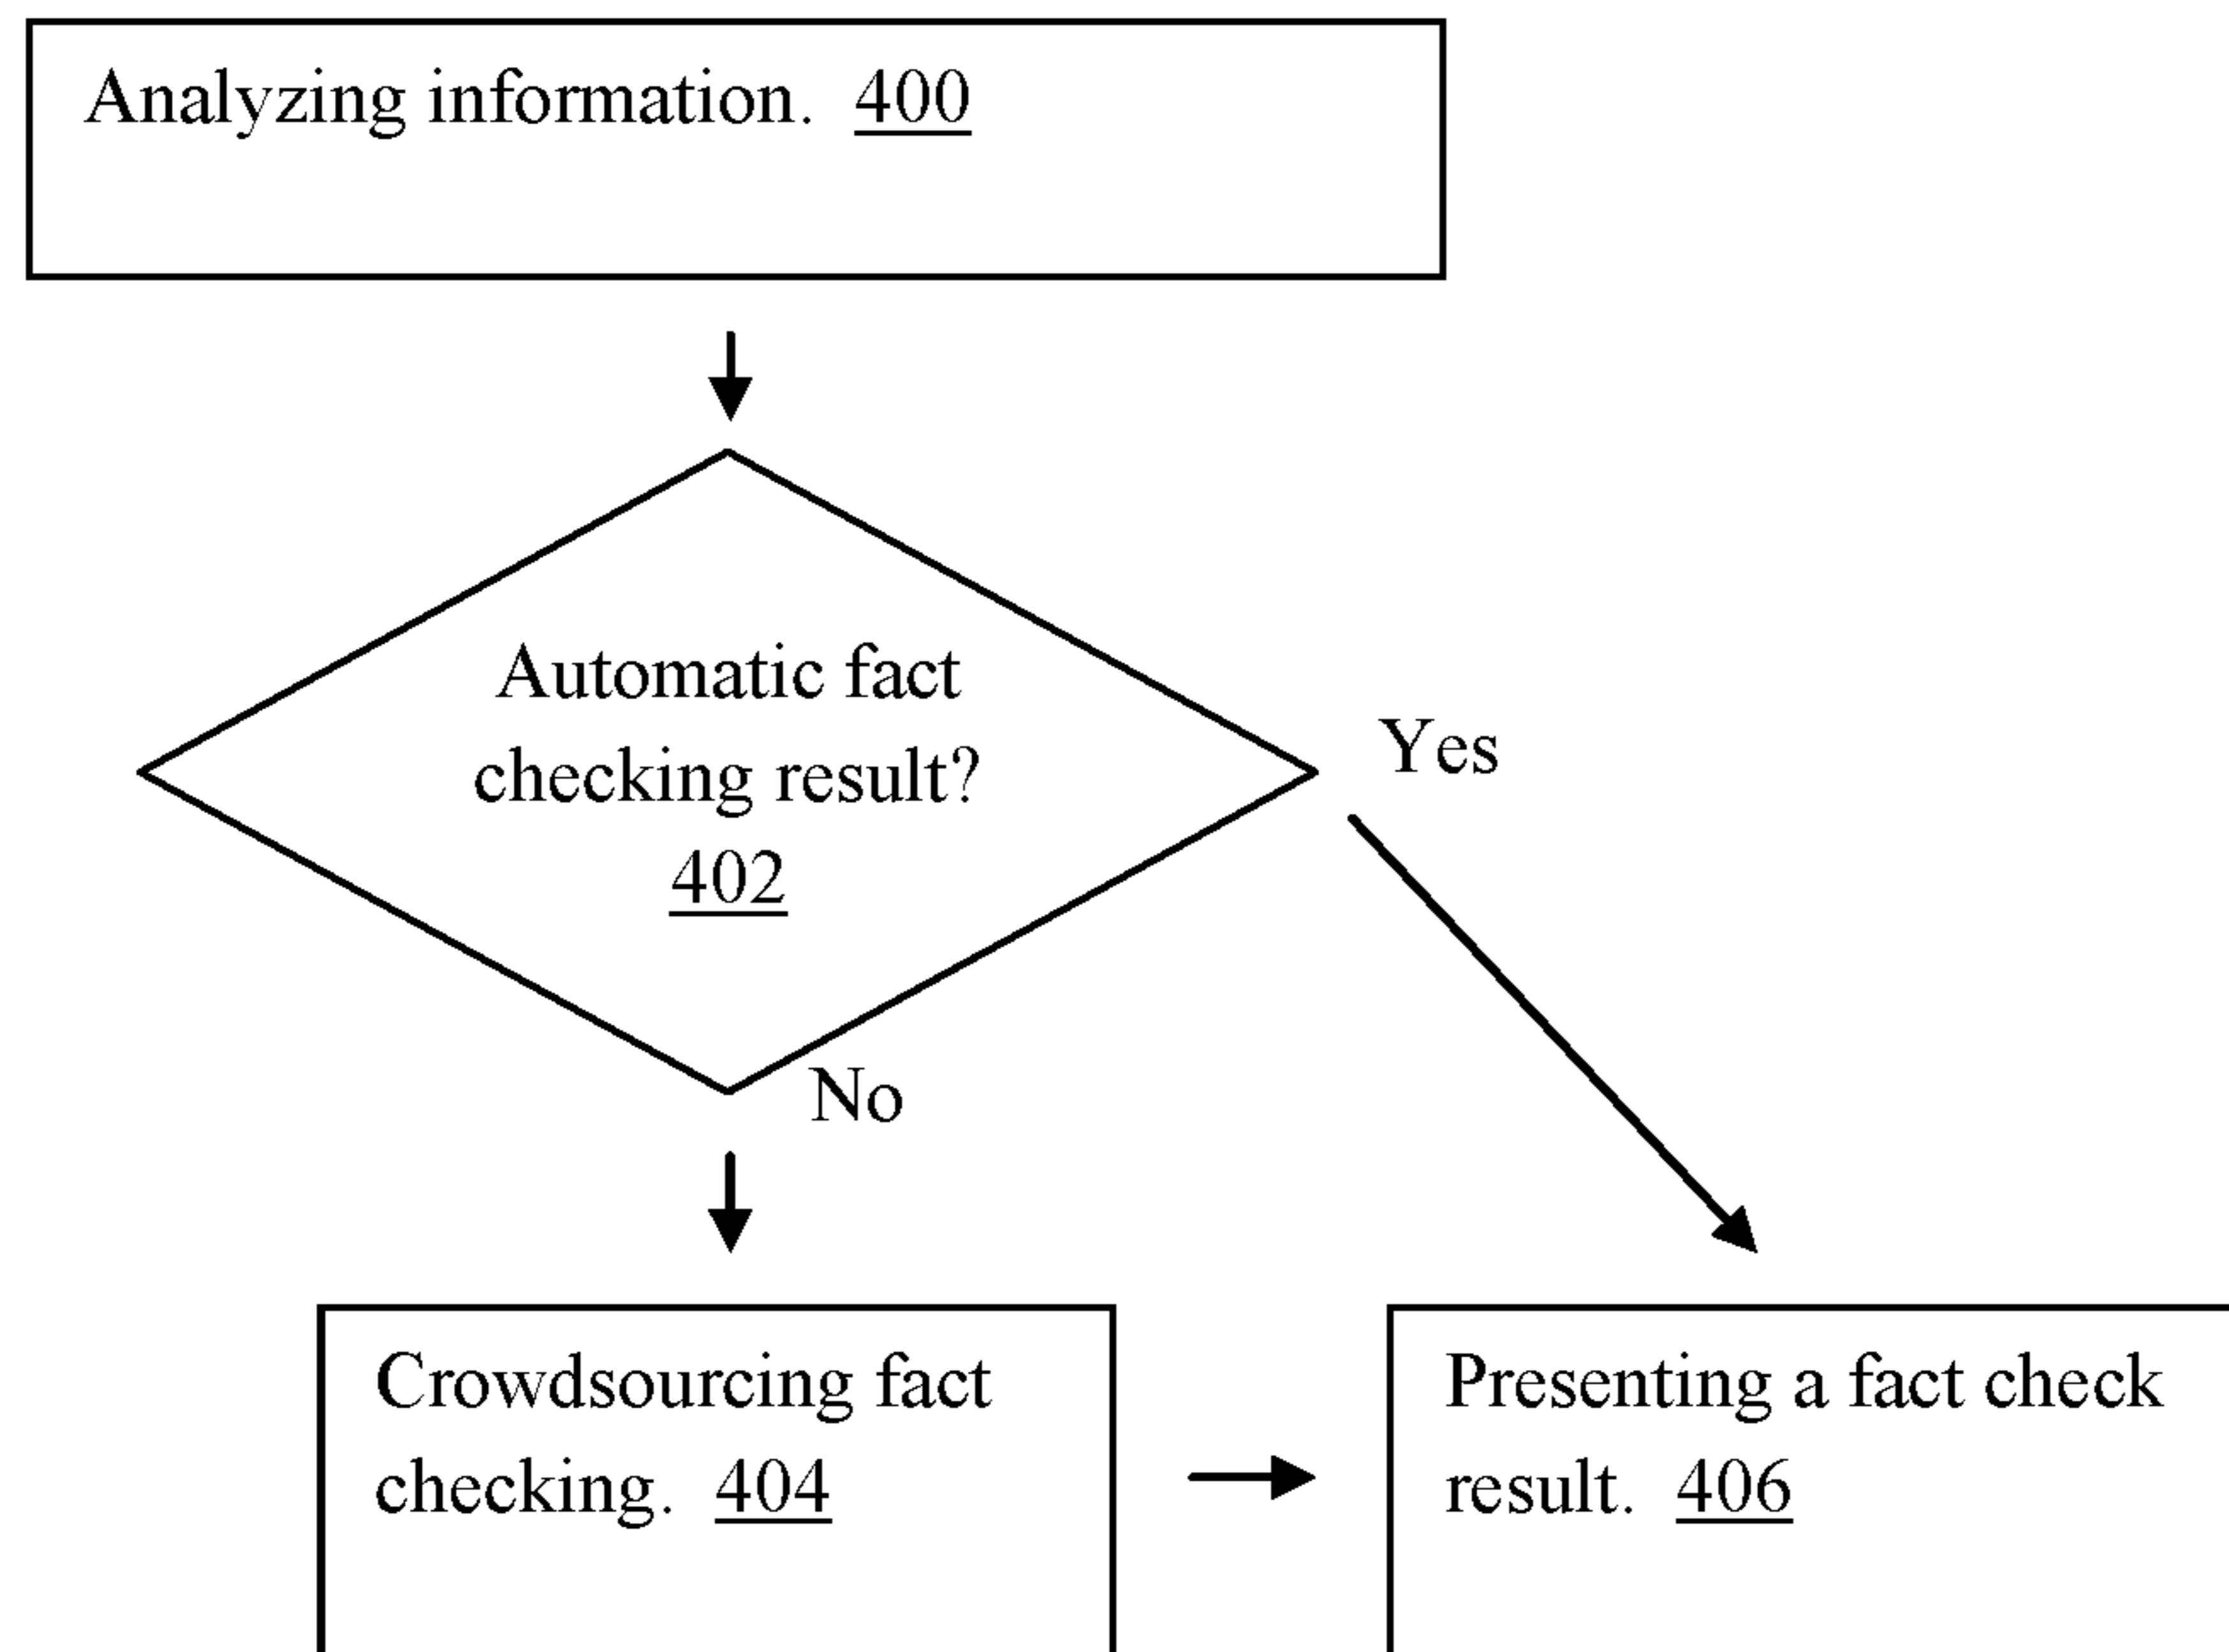 Analyzing information. 400
Automatic fact
checking result?
402
Yes
No
Crowdsourcing fact
checking. 404
Presenting a fact check
result. 406